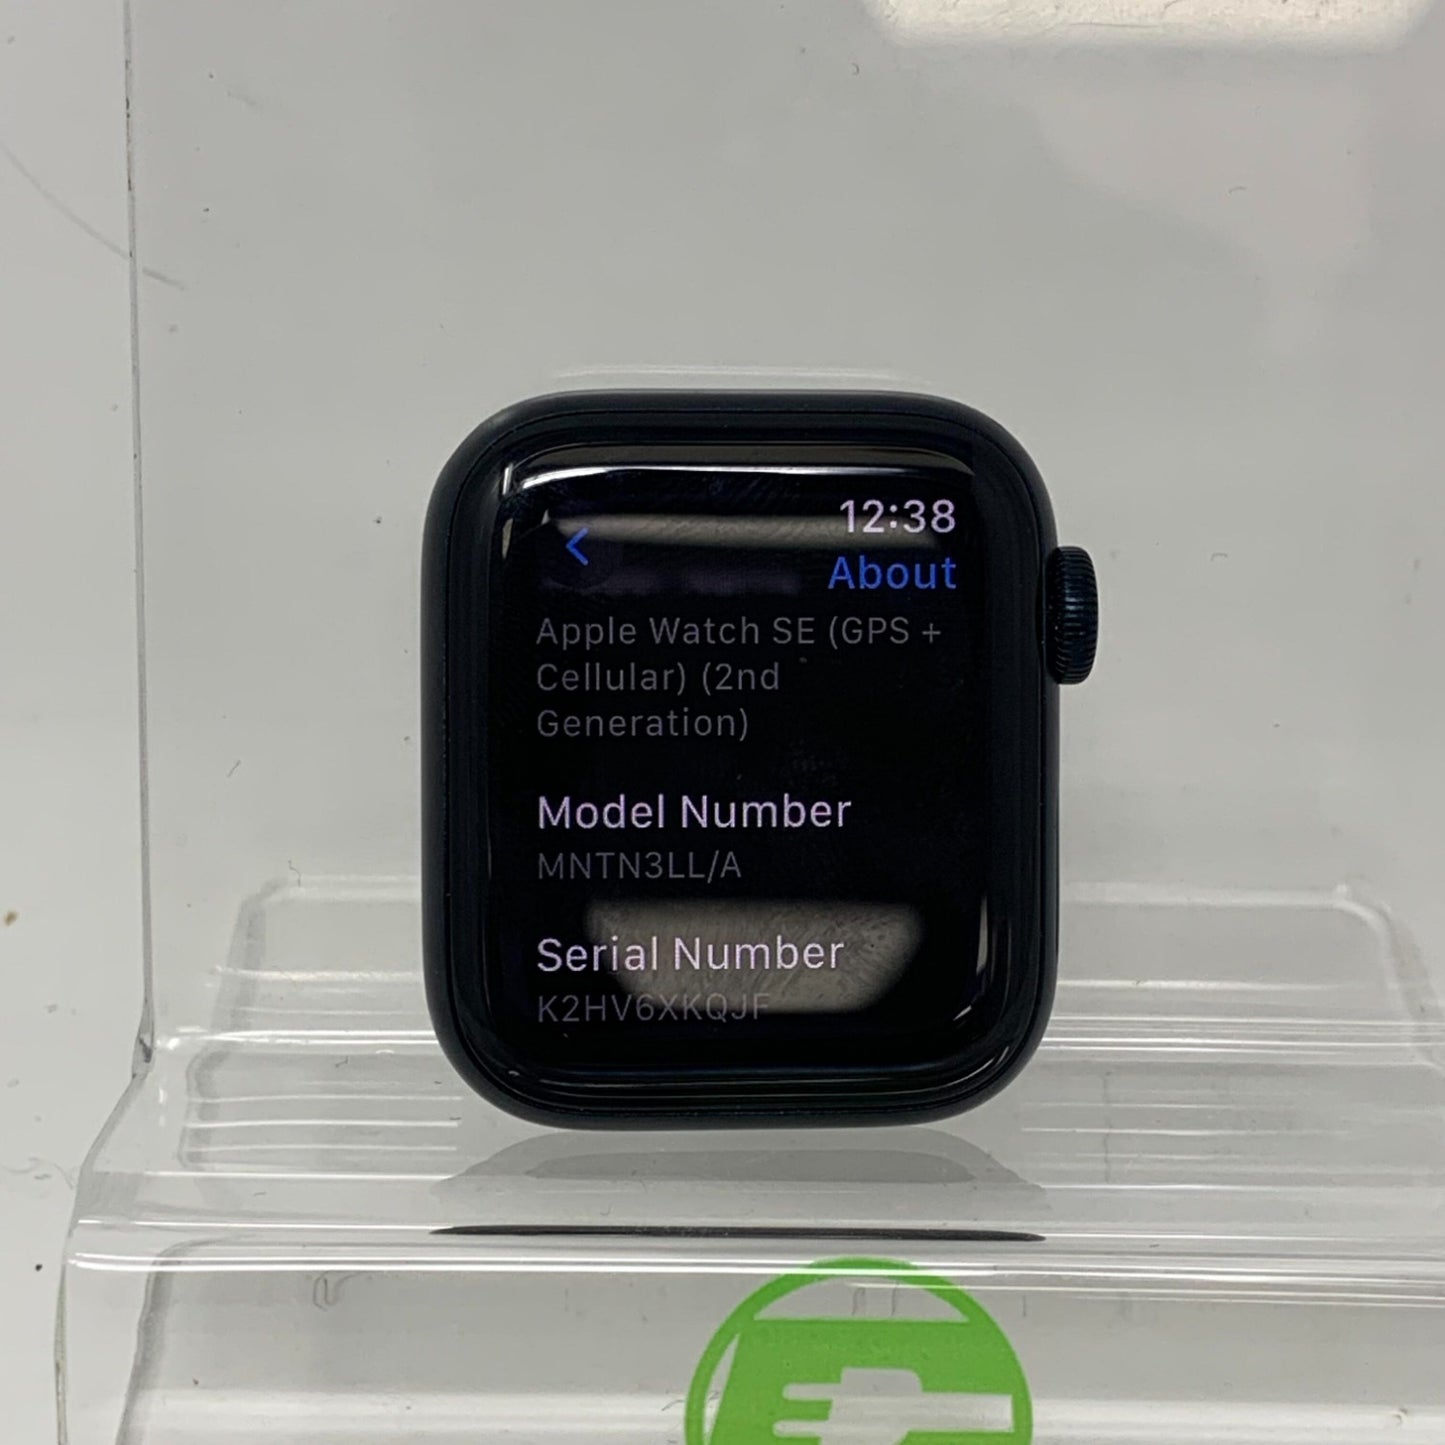 12:38
About
Apple Watch SE (GPS +
Cellular) (2nd
Generation)
Model Number
MNTN3LL/A
Serial Number
K2HV6XKQJF